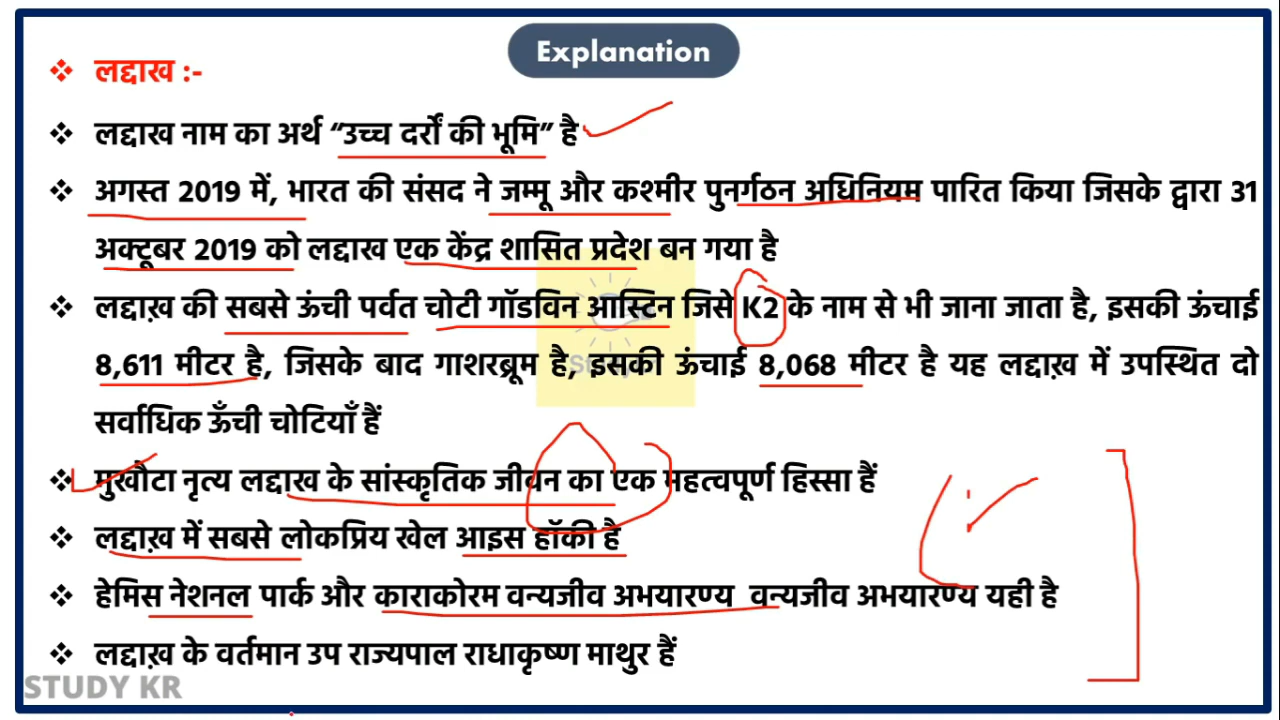 Explanation
❖ लद्दाख :-
❖ लद्दाख नाम का अर्थ “उच्च दर्रों की भूमि” है
❖ अगस्त 2019 में, भारत की संसद ने जम्मू और कश्मीर पुनर्गठन अधिनियम पारित किया जिसके द्वारा 31
अक्टूबर 2019 को लद्दाख एक केंद्र शासित प्रदेश बन गया है
❖ लद्दाख़ की सबसे ऊंची पर्वत चोटी गॉडविन आस्टिन जिसे K2 के नाम से भी जाना जाता है, इसकी ऊंचाई
8,611 मीटर है, जिसके बाद गाशरब्रूम है, इसकी ऊंचाई 8,068 मीटर है यह लद्दाख़ में उपस्थित दो
सर्वाधिक ऊँची चोटियाँ हैं
❖ मुखौटा नृत्य लद्दाख के सांस्कृतिक जीवन का एक महत्वपूर्ण हिस्सा हैं
❖ लद्दाख़ में सबसे लोकप्रिय खेल आइस हॉकी है
❖ हेमिस नेशनल पार्क और काराकोरम वन्यजीव अभयारण्य वन्यजीव अभयारण्य यही है
❖ लद्दाख़ के वर्तमान उप राज्यपाल राधाकृष्ण माथुर हैं
STUDY KR